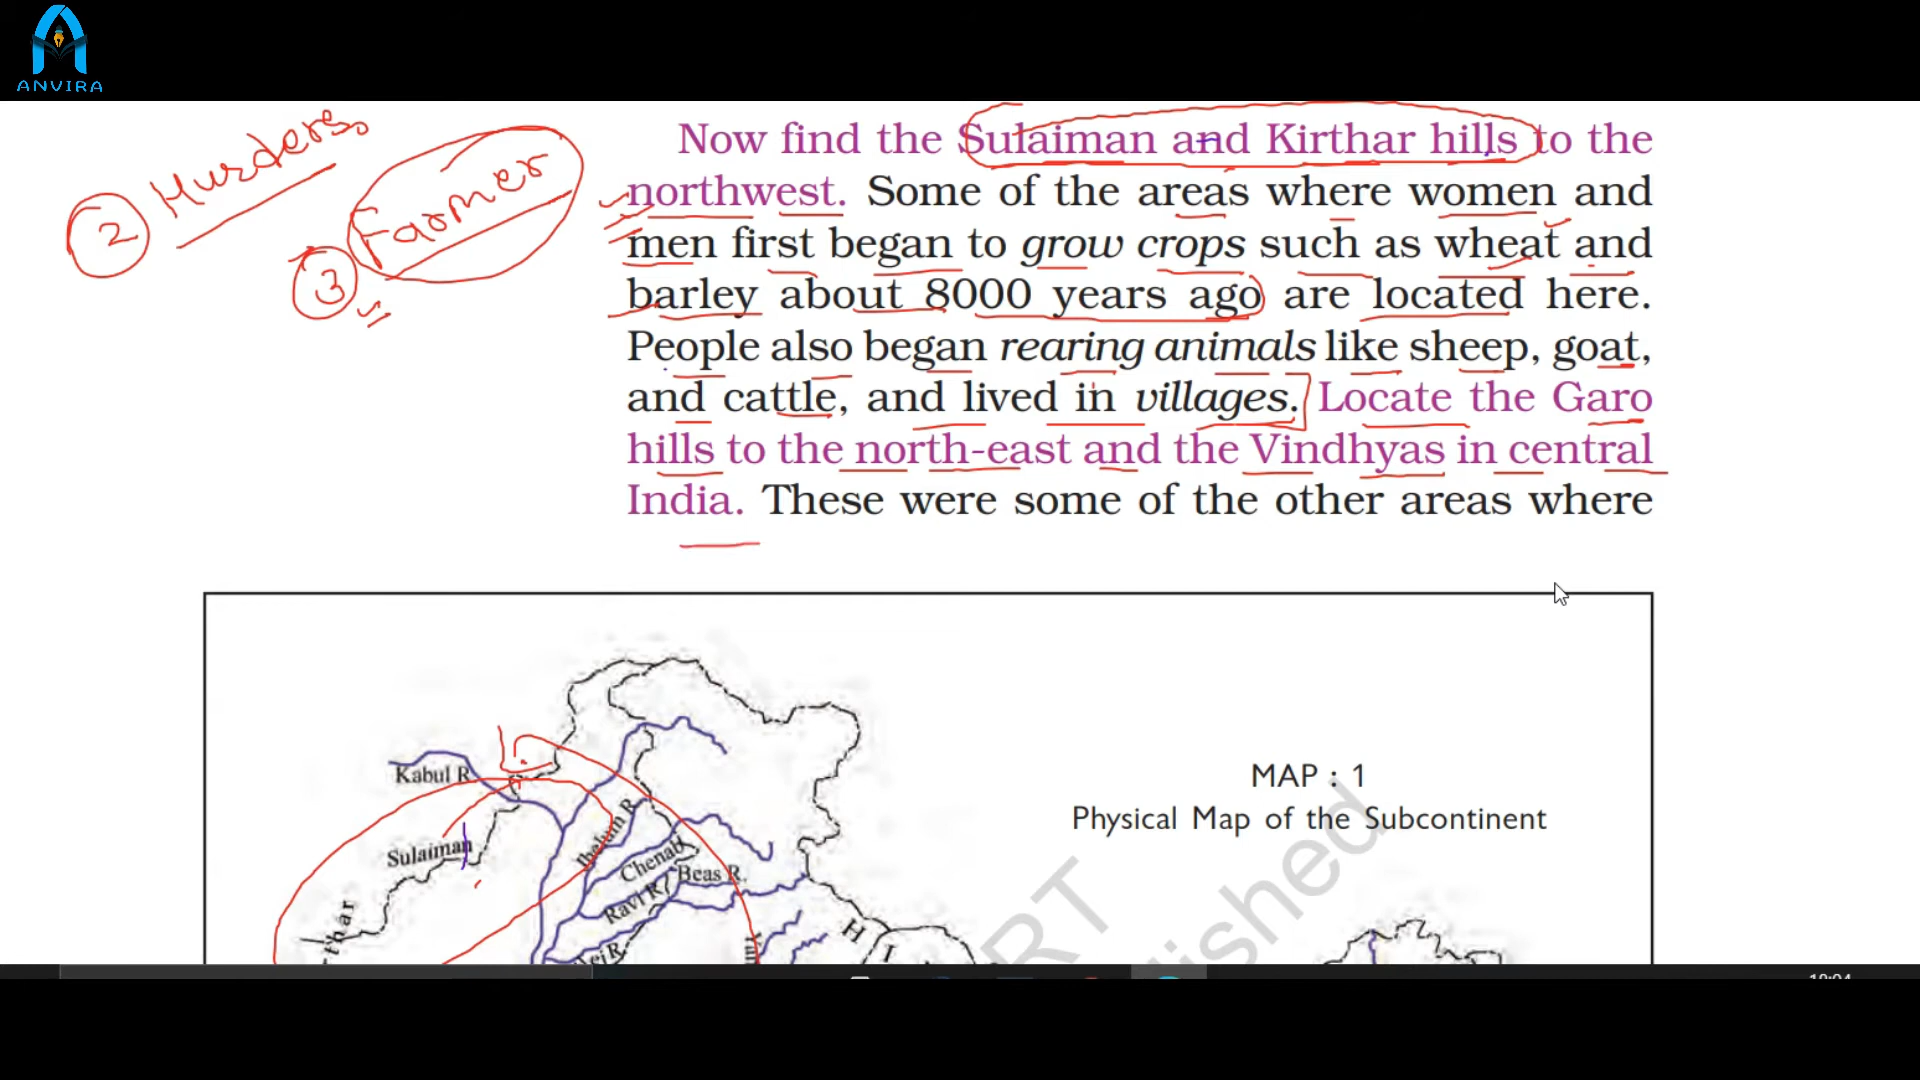 ANVIRA
② Hurders
③ Farmer
Now find the Sulaiman and Kirthar hills to the
northwest. Some of the areas where women and
men first began to grow crops such as wheat and
barley about 8000 years ago are located here.
People also began rearing animals like sheep, goat,
and cattle, and lived in villages. Locate the Garo
hills to the north-east and the Vindhyas in central
India. These were some of the other areas where
MAP : 1
Physical Map of the Subcontinent
Kabul R.
Sulaiman
thar
Jhelum R.
Chenab
Ravi R.
Beas R.
H I